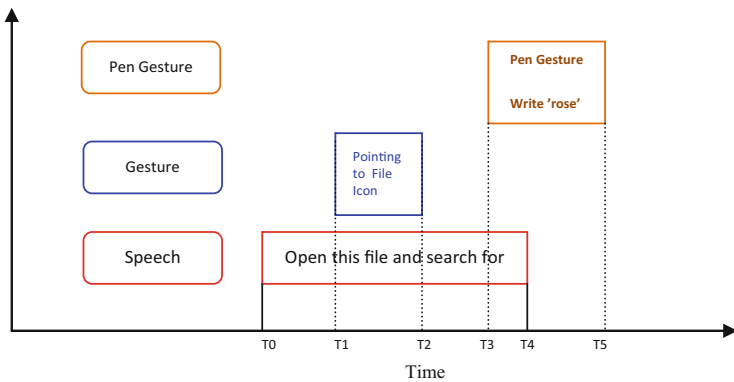 Pen Gesture
Pen Gesture
Write 'rose'
Gesture
Pointing
to File
Icon
Speech
Open this file and search for
T0
T1
T2
T3
T4
T5
Time